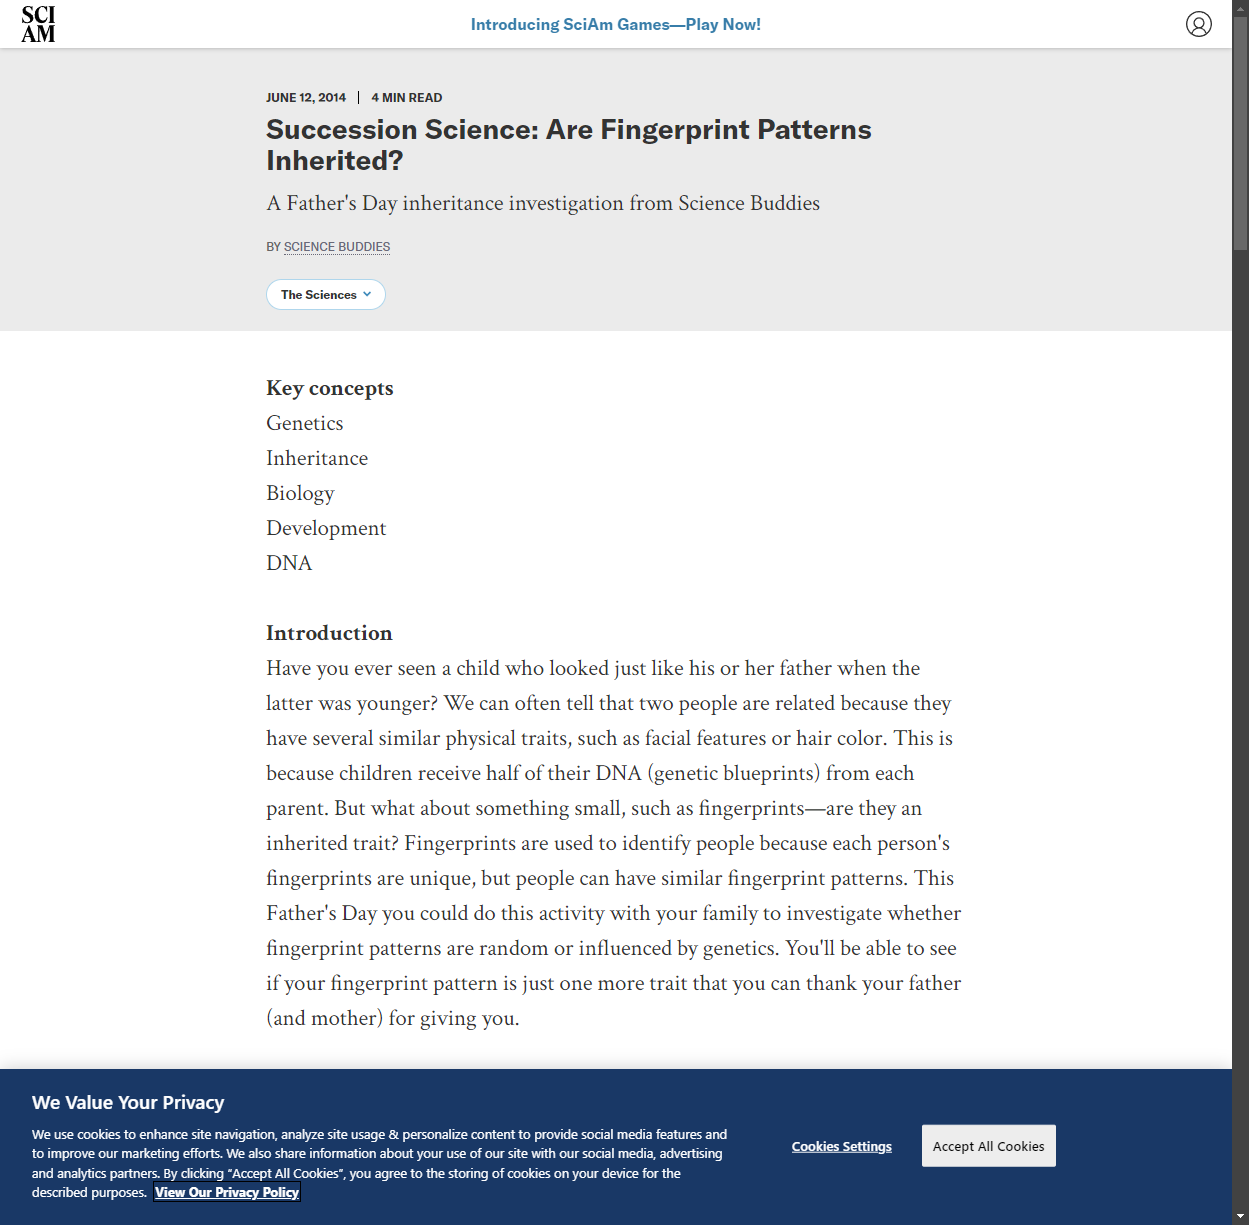 SCI
AM
Introducing SciAm Games—Play Now!
JUNE 12, 2014 | 4 MIN READ
Succession Science: Are Fingerprint Patterns
Inherited?
A Father's Day inheritance investigation from Science Buddies
BY SCIENCE BUDDIES
The Sciences
Key concepts
Genetics
Inheritance
Biology
Development
DNA
Introduction
Have you ever seen a child who looked just like his or her father when the
latter was younger? We can often tell that two people are related because they
have several similar physical traits, such as facial features or hair color. This is
because children receive half of their DNA (genetic blueprints) from each
parent. But what about something small, such as fingerprints—are they an
inherited trait? Fingerprints are used to identify people because each person's
fingerprints are unique, but people can have similar fingerprint patterns. This
Father's Day you could do this activity with your family to investigate whether
fingerprint patterns are random or influenced by genetics. You'll be able to see
if your fingerprint pattern is just one more trait that you can thank your father
(and mother) for giving you.
We Value Your Privacy
We use cookies to enhance site navigation, analyze site usage & personalize content to provide social media features and
to improve our marketing efforts. We also share information about your use of our site with our social media, advertising
and analytics partners. By clicking “Accept All Cookies”, you agree to the storing of cookies on your device for the
described purposes. View Our Privacy Policy
Cookies Settings
Accept All Cookies